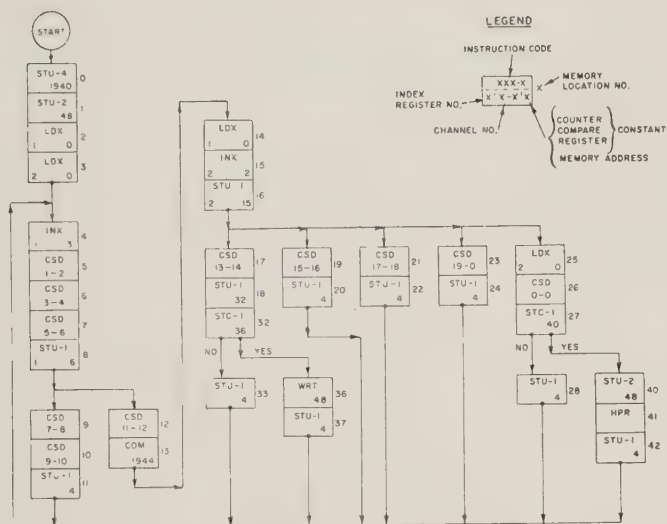 START
STU-4
1940
0
STU-2
48
1
LDX
1 0
2
LDX
2 0
3
INX
1 3
4
CSD
1-2
5
CSD
3-4
6
CSD
5-6
7
STU-1
1 6
8
CSD
7-8
9
CSD
9-10
10
STU-1
4
11
CSD
11-12
12
COM
1944
13
LDX
1 0
14
INX
2 2
15
STU 1
2 15
16
CSD
13-14
17
STU-1
32
18
STC-1
36
32
NO
YES
STU-1
4
33
WRT
48
36
STU-1
4
37
CSD
15-16
19
STU-1
4
20
CSD
17-18
21
STU-1
4
22
CSD
19-0
23
STU-1
4
24
LDX
2 0
25
CSD
0-0
26
STC-1
40
27
NO
YES
STU-1
4
28
STU-2
48
40
HPR
41
STU-1
4
42
LEGEND
INSTRUCTION CODE
XXX-X
X'X-X'X
X
MEMORY
LOCATION NO.
INDEX
REGISTER NO.
CHANNEL NO.
COUNTER
COMPARE
REGISTER
CONSTANT
MEMORY ADDRESS